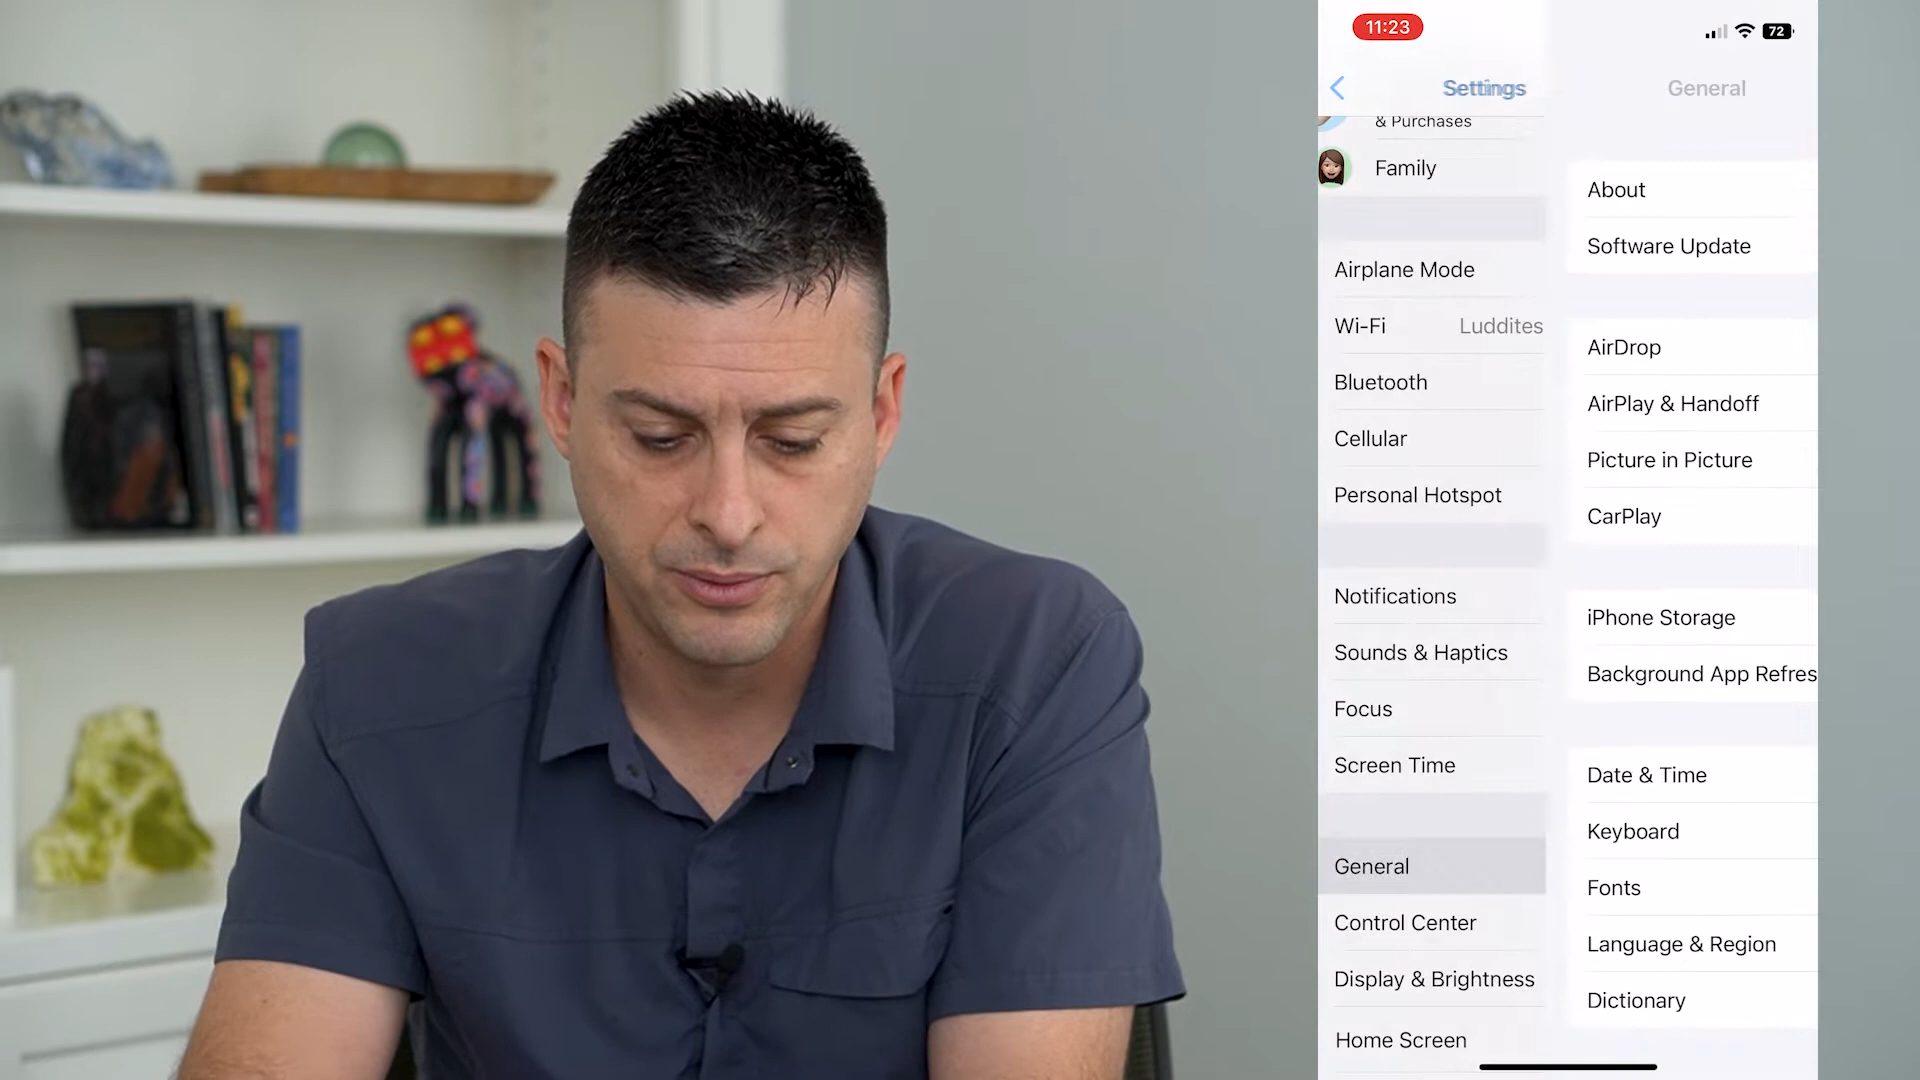 11:23
72
Settings
General
& Purchases
Family
Airplane Mode
Wi-Fi Luddites
Bluetooth
Cellular
Personal Hotspot
Notifications
Sounds & Haptics
Focus
Screen Time
General
Control Center
Display & Brightness
Home Screen
About
Software Update
AirDrop
AirPlay & Handoff
Picture in Picture
CarPlay
iPhone Storage
Background App Refres
Date & Time
Keyboard
Fonts
Language & Region
Dictionary